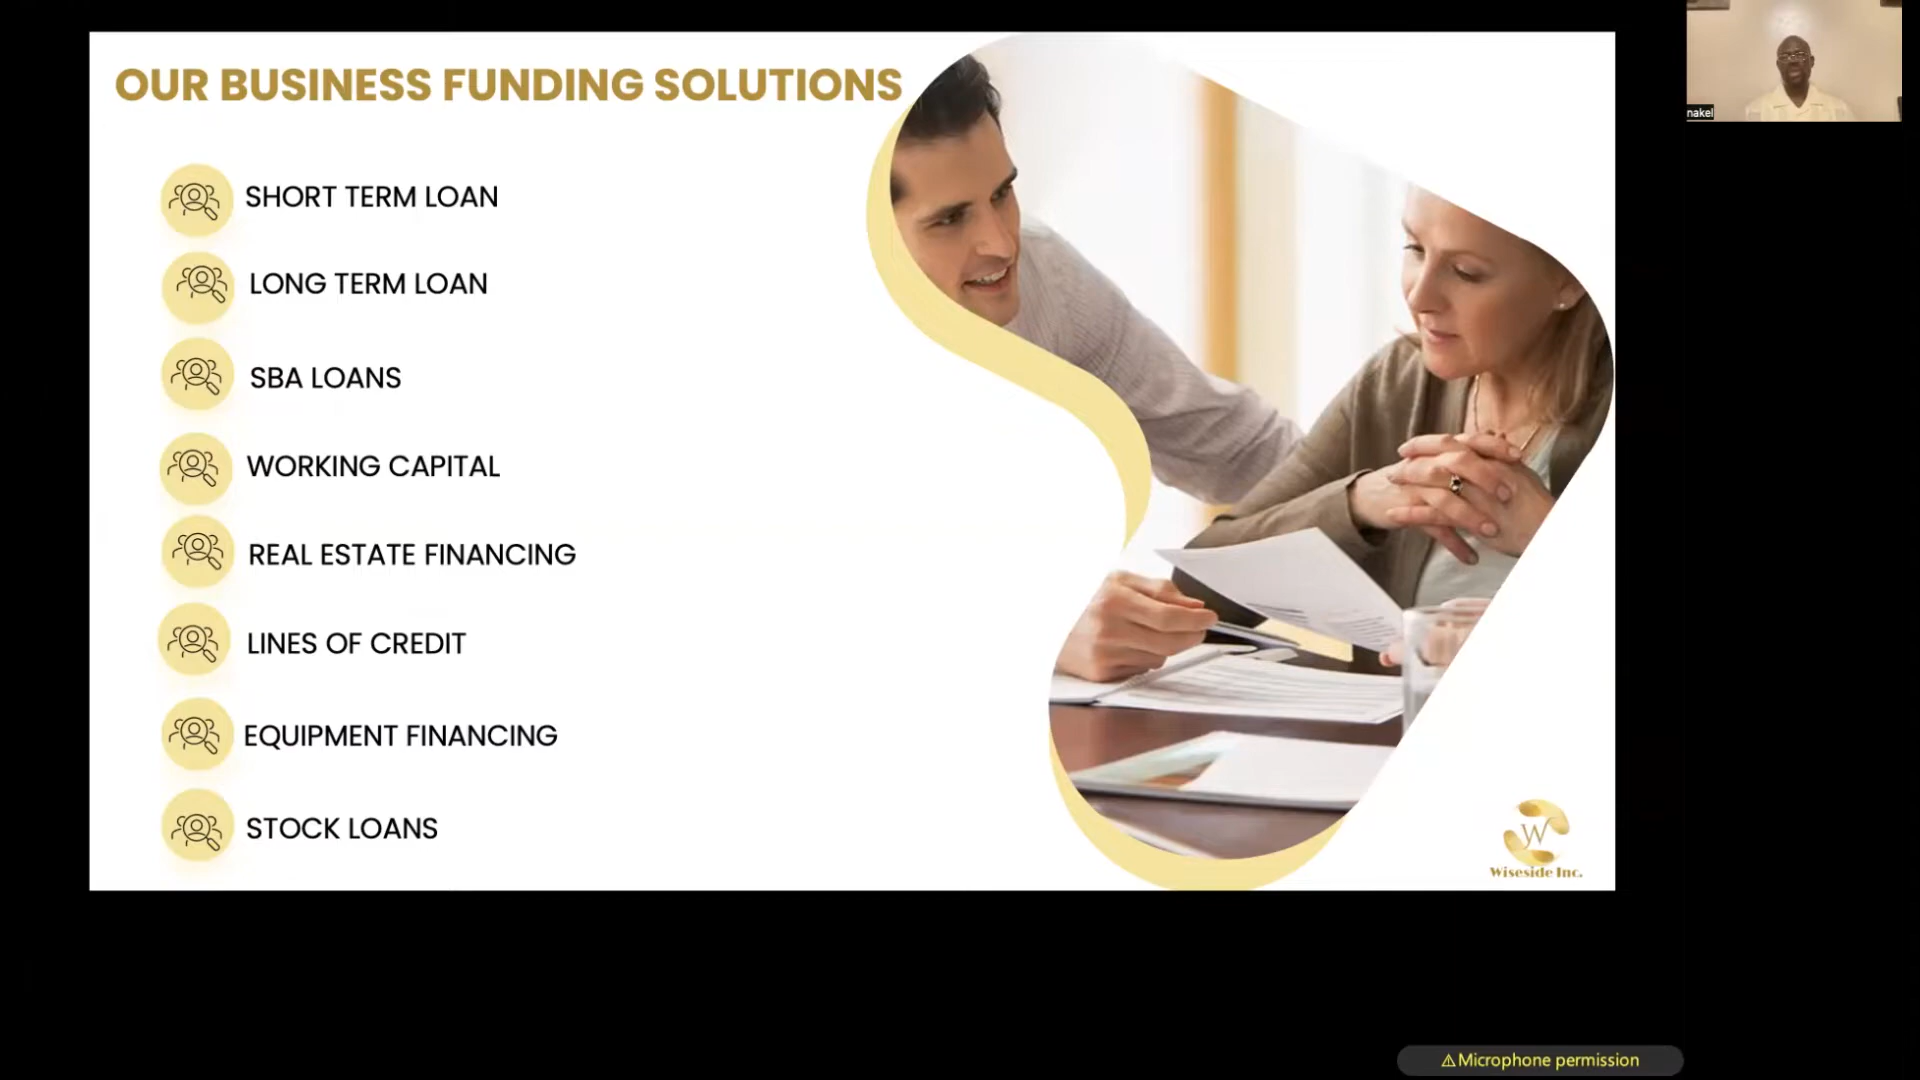 OUR BUSINESS FUNDING SOLUTIONS
SHORT TERM LOAN
LONG TERM LOAN
SBA LOANS
WORKING CAPITAL
REAL ESTATE FINANCING
LINES OF CREDIT
EQUIPMENT FINANCING
STOCK LOANS
W
Wiseside Inc.
nakel
Microphone permission